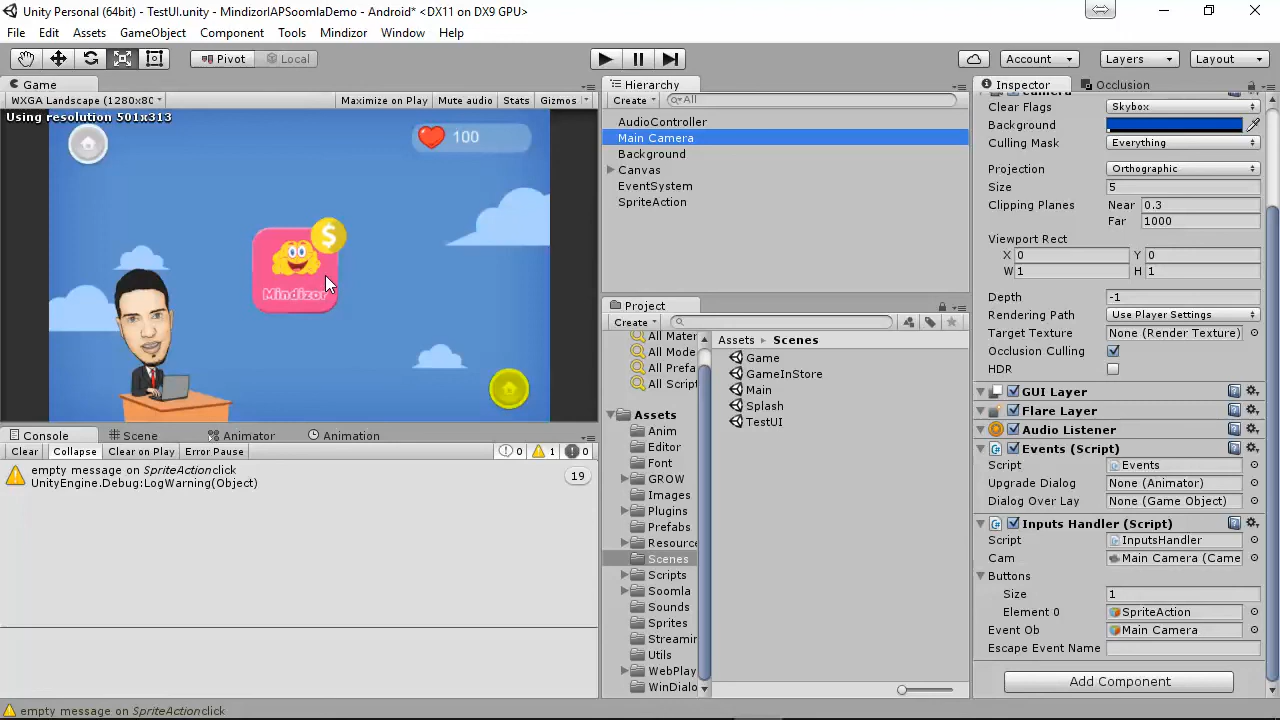 Unity Personal (64bit) - TestUI.unity - MindizorIAPSoomlaDemo - Android* <DX11 on DX9 GPU>
File Edit Assets GameObject Component Tools Mindizor Window Help
Pivot Local Account Layers Layout
Game
WXGA Landscape (1280x80 Maximize on Play Mute audio Stats Gizmos
Using resolution 501x313
100
$
Mindizor
Console Scene Animator Animation
Clear Collapse Clear on Play Error Pause 0 1 0
empty message on SpriteActionclick
UnityEngine.Debug:LogWarning(Object)
19
Hierarchy
Create All
AudioController
Main Camera
Background
Canvas
EventSystem
SpriteAction
Project
Create
All Mater
All Mode
All Prefa
All Script
Assets
Anim
Editor
Font
GROW
Images
Plugins
Prefabs
Resource
Scenes
Scripts
Soomla
Sounds
Sprites
Streamin
Utils
WebPlay
WinDialo
Assets Scenes
Game
GameInStore
Main
Splash
TestUI
Inspector Occlusion
Camera
Clear Flags Skybox
Background
Culling Mask Everything
Projection Orthographic
Size 5
Clipping Planes Near 0.3
Far 1000
Viewport Rect
X 0 Y 0
W 1 H 1
Depth -1
Rendering Path Use Player Settings
Target Texture None (Render Texture)
Occlusion Culling
HDR
GUI Layer
Flare Layer
Audio Listener
Events (Script)
Script Events
Upgrade Dialog None (Animator)
Dialog Over Lay None (Game Object)
Inputs Handler (Script)
Script InputsHandler
Cam Main Camera (Came
Buttons
Size 1
Element 0 SpriteAction
Event Ob Main Camera
Escape Event Name
Add Component
empty message on SpriteActionclick